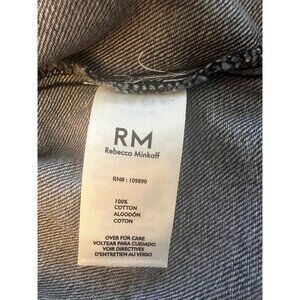 RM
Rebecca Minkoff
RN# : 109890
100%
COTTON
ALGODÓN
COTON
OVER FOR CARE
VOLTEAR PARA CUIDADO
VOIR DIRECTIVES
D'ENTRETIEN AU VERSO